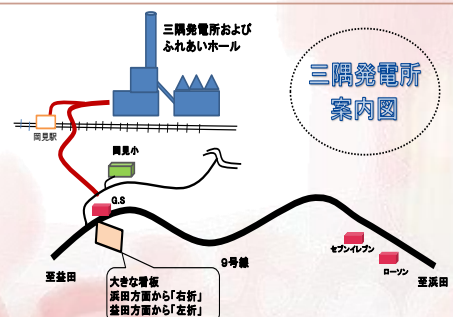 三隅発電所および
ふれあいホール
三隅発電所
案内図
岡見駅
岡見小
G.S
9号線
セブンイレブン
ローソン
至益田
至浜田
大きな看板
浜田方面から「右折」
益田方面から「左折」